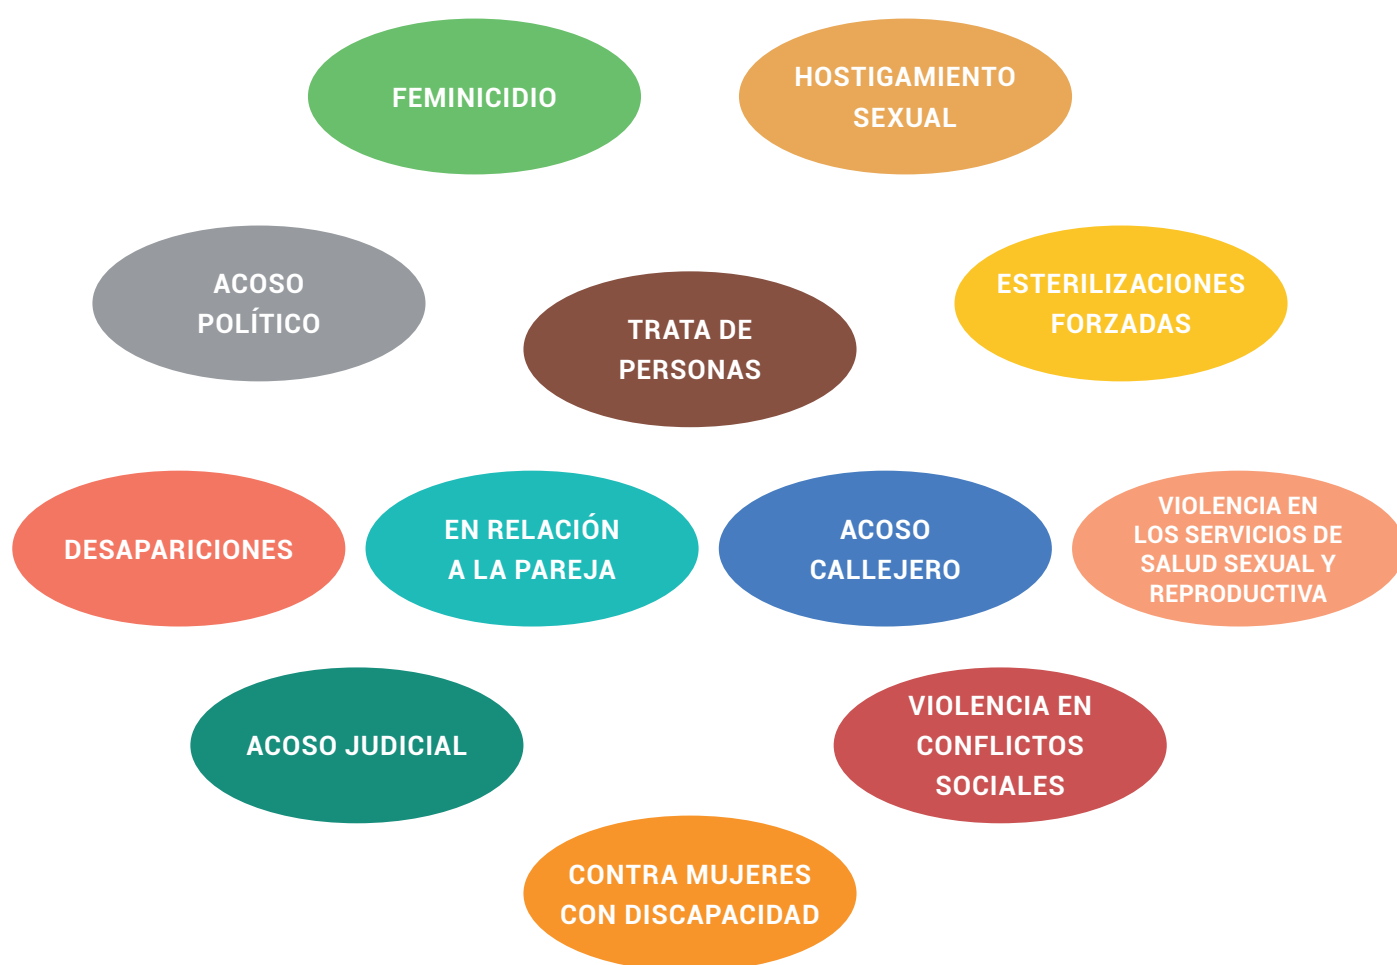 FEMINICIDIO
HOSTIGAMIENTO
SEXUAL
ACOSO
POLÍTICO
TRATA DE
PERSONAS
ESTERILIZACIONES
FORZADAS
DESAPARICIONES
EN RELACIÓN
A LA PAREJA
ACOSO
CALLEJERO
VIOLENCIA EN
LOS SERVICIOS DE
SALUD SEXUAL Y
REPRODUCTIVA
ACOSO JUDICIAL
VIOLENCIA EN
CONFLICTOS
SOCIALES
CONTRA MUJERES
CON DISCAPACIDAD